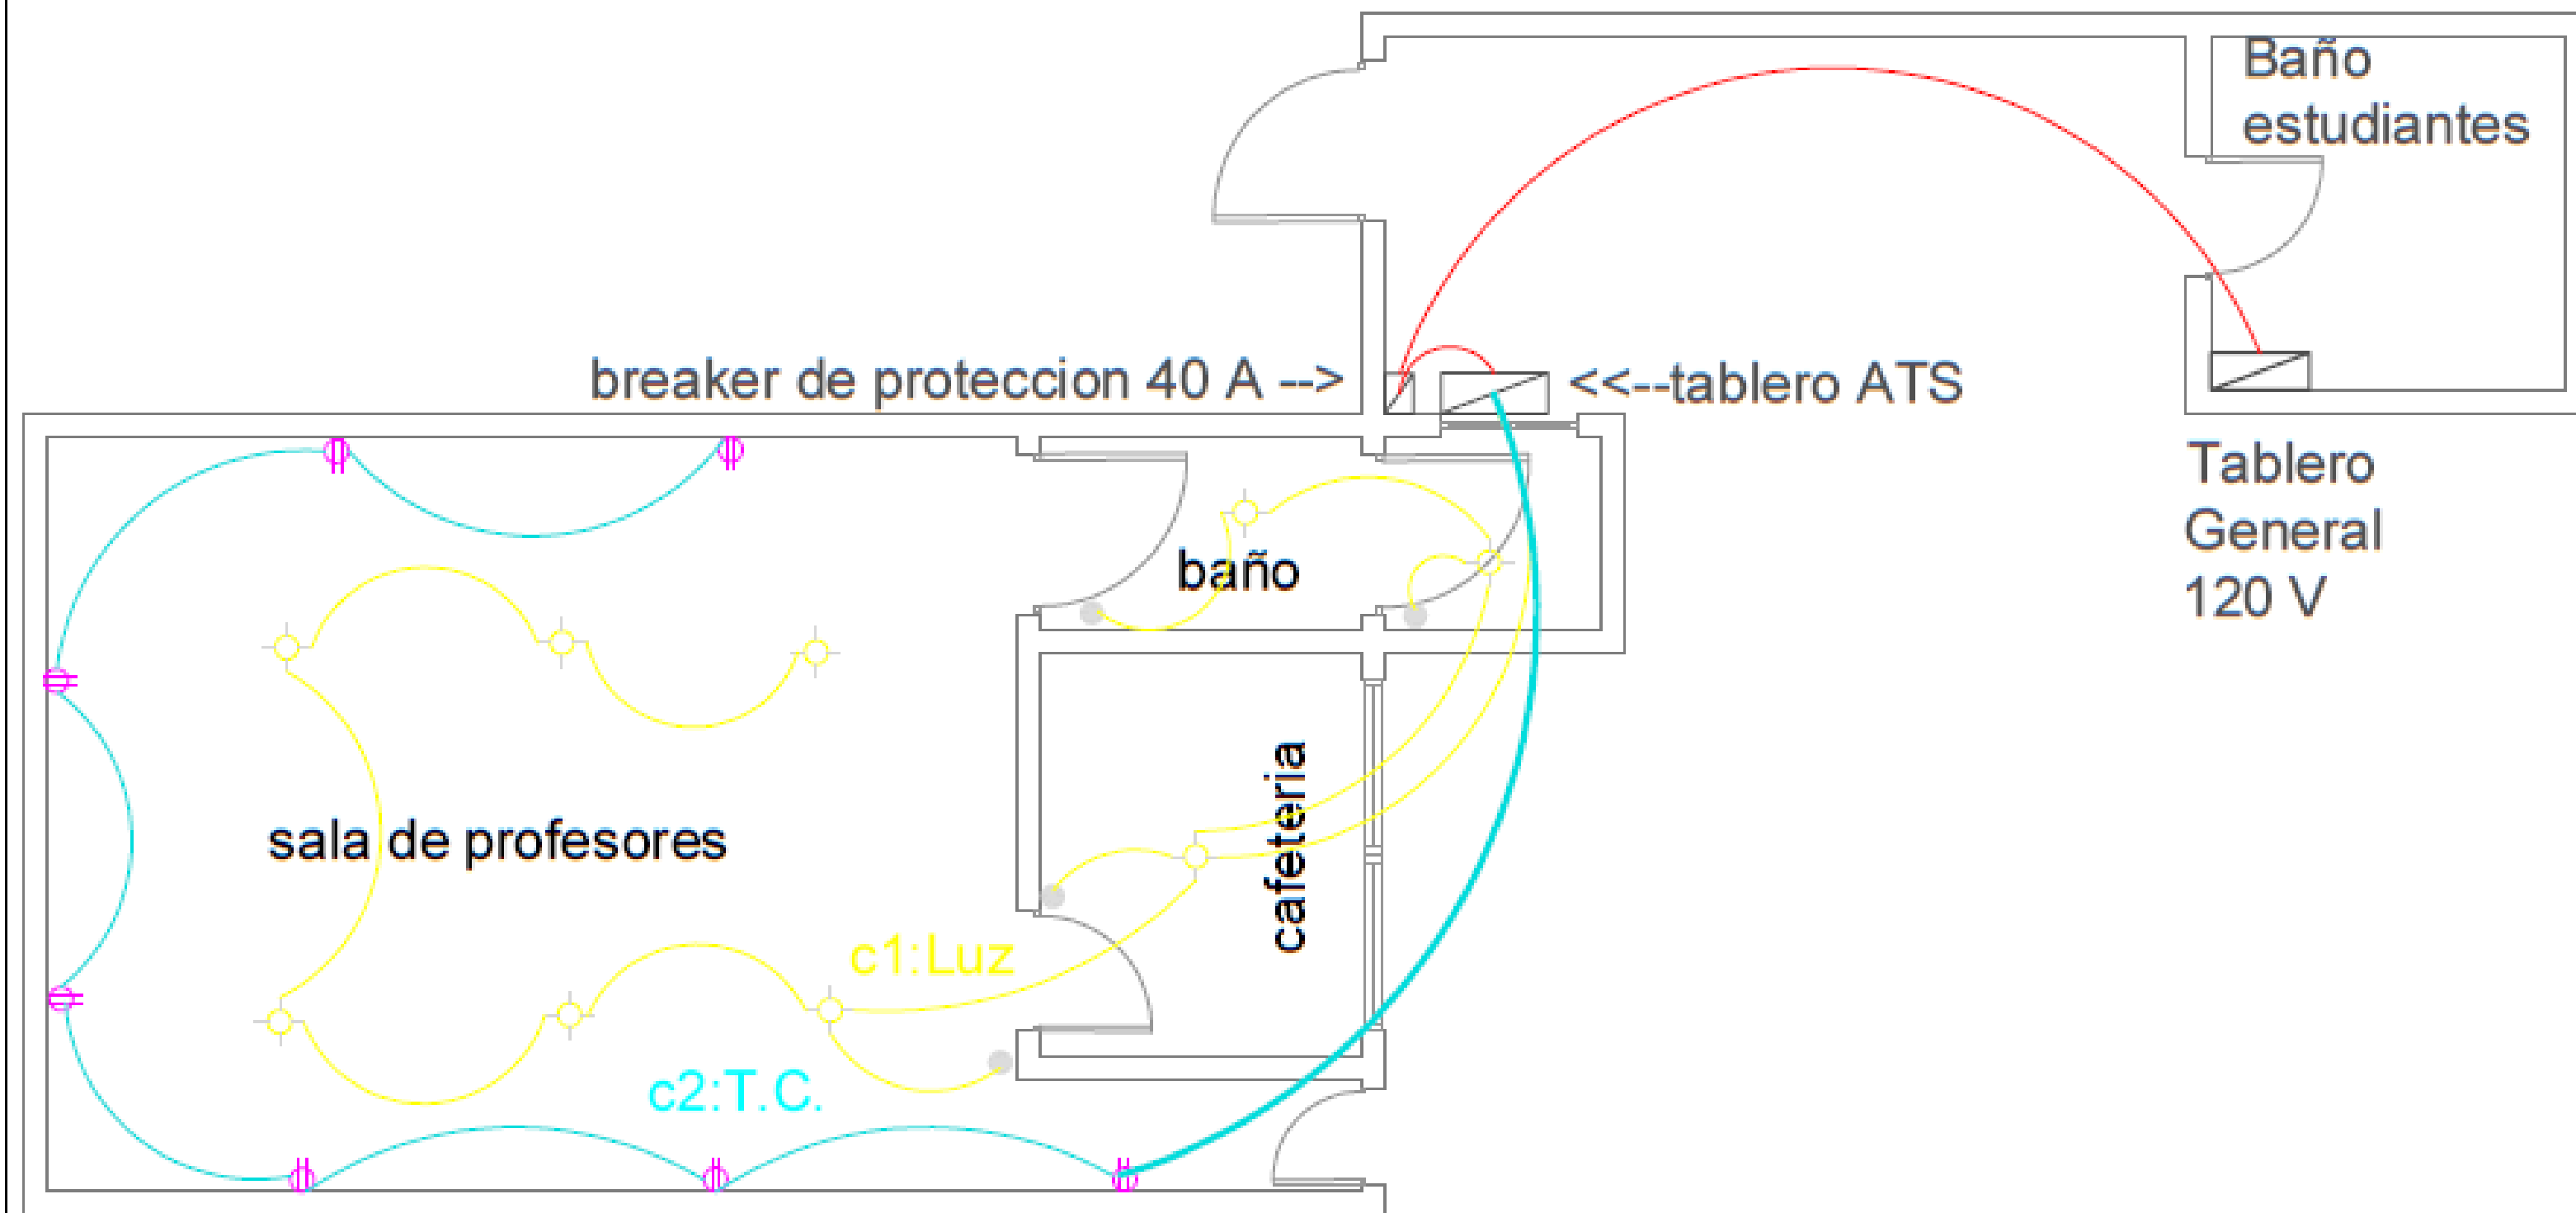 Baño
estudiantes
breaker de proteccion 40 A -->
<<--tablero ATS
Tablero
General
120 V
baño
sala de profesores
cafeteria
c1:Luz
c2:T.C.